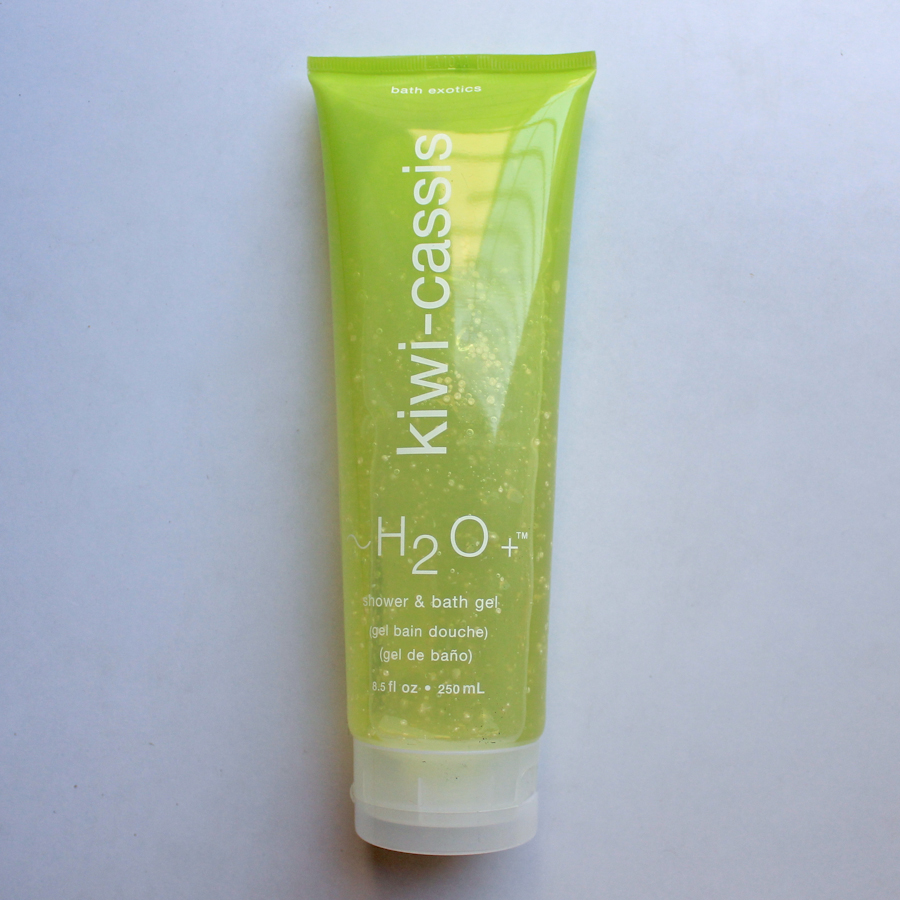 bath exotics
kiwi-cassis
~H2O+™
shower & bath gel
(gel bain douche)
(gel de baño)
8.5 fl oz • 250 mL